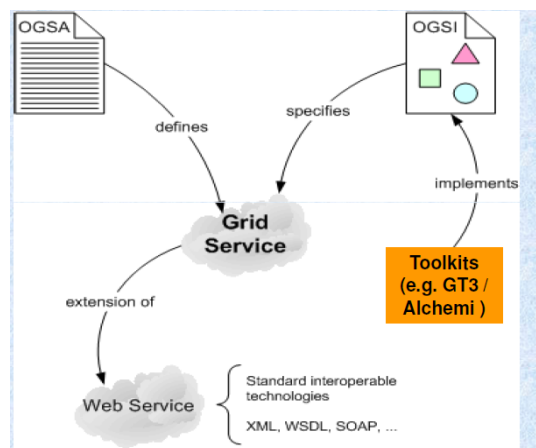 OGSA
OGSI
defines
specifies
implements
Grid
Service
Toolkits
(e.g. GT3 /
Alchemi )
extension of
Web Service
Standard interoperable
technologies
XML, WSDL, SOAP, ...